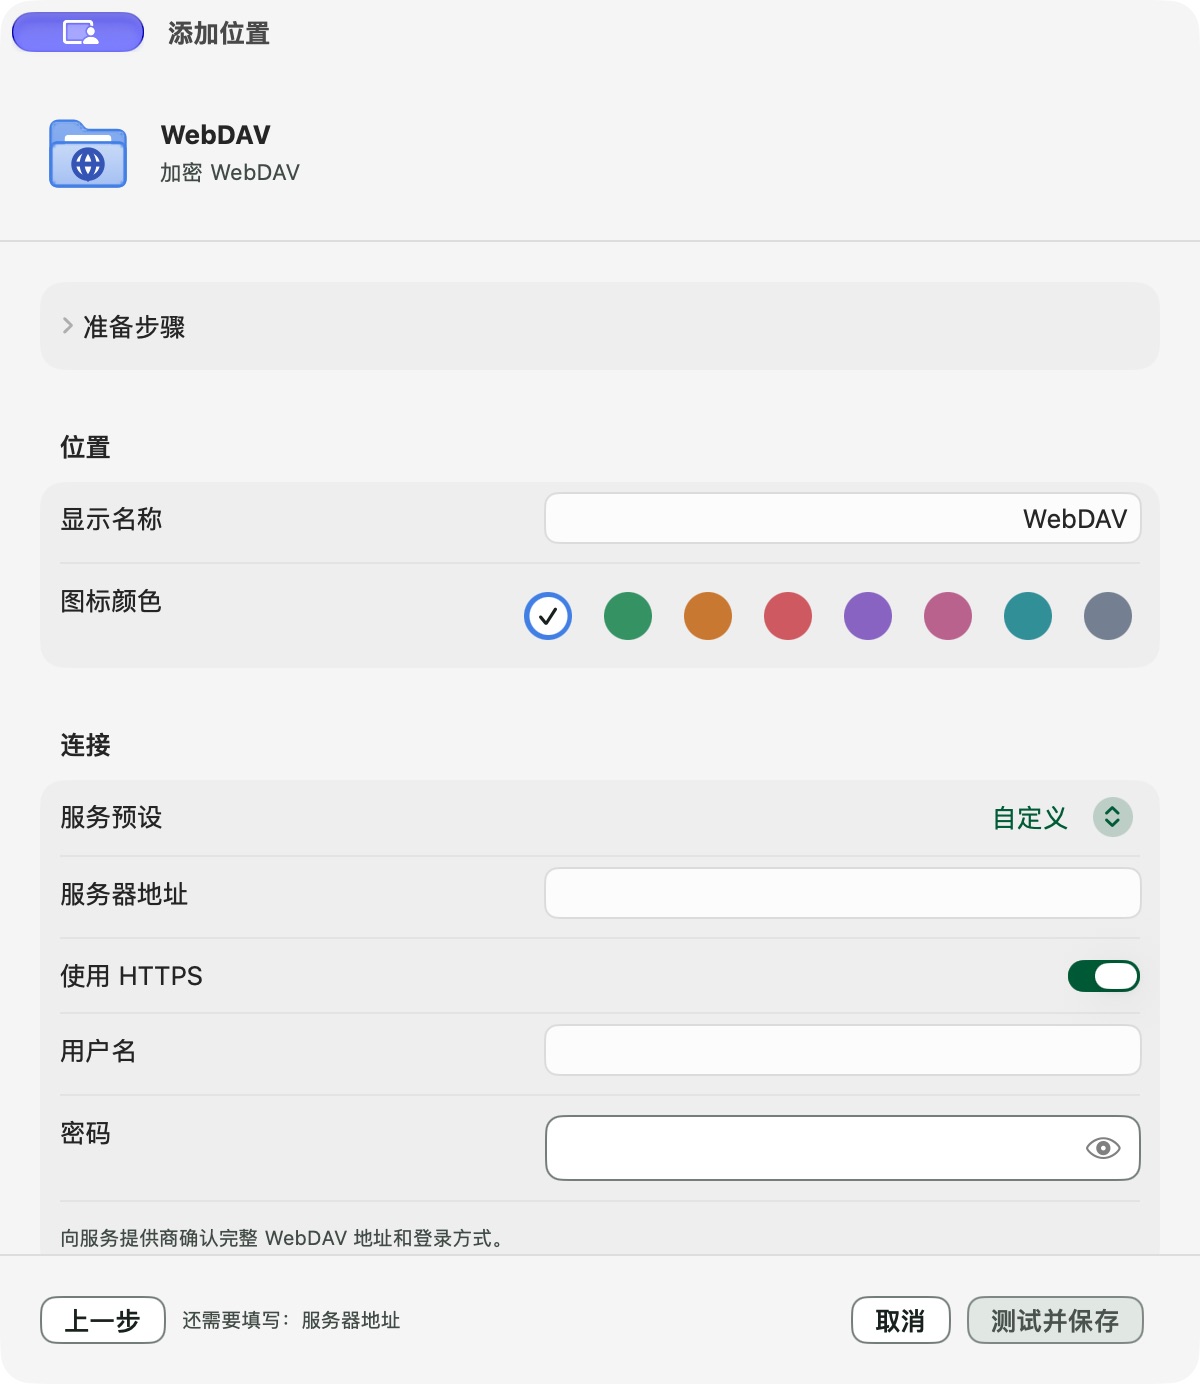 添加位置
WebDAV
加密 WebDAV
准备步骤
位置
显示名称
WebDAV
图标颜色
连接
服务预设
自定义
服务器地址
使用 HTTPS
用户名
密码
向服务提供商确认完整 WebDAV 地址和登录方式。
上一步
还需要填写：服务器地址
取消
测试并保存